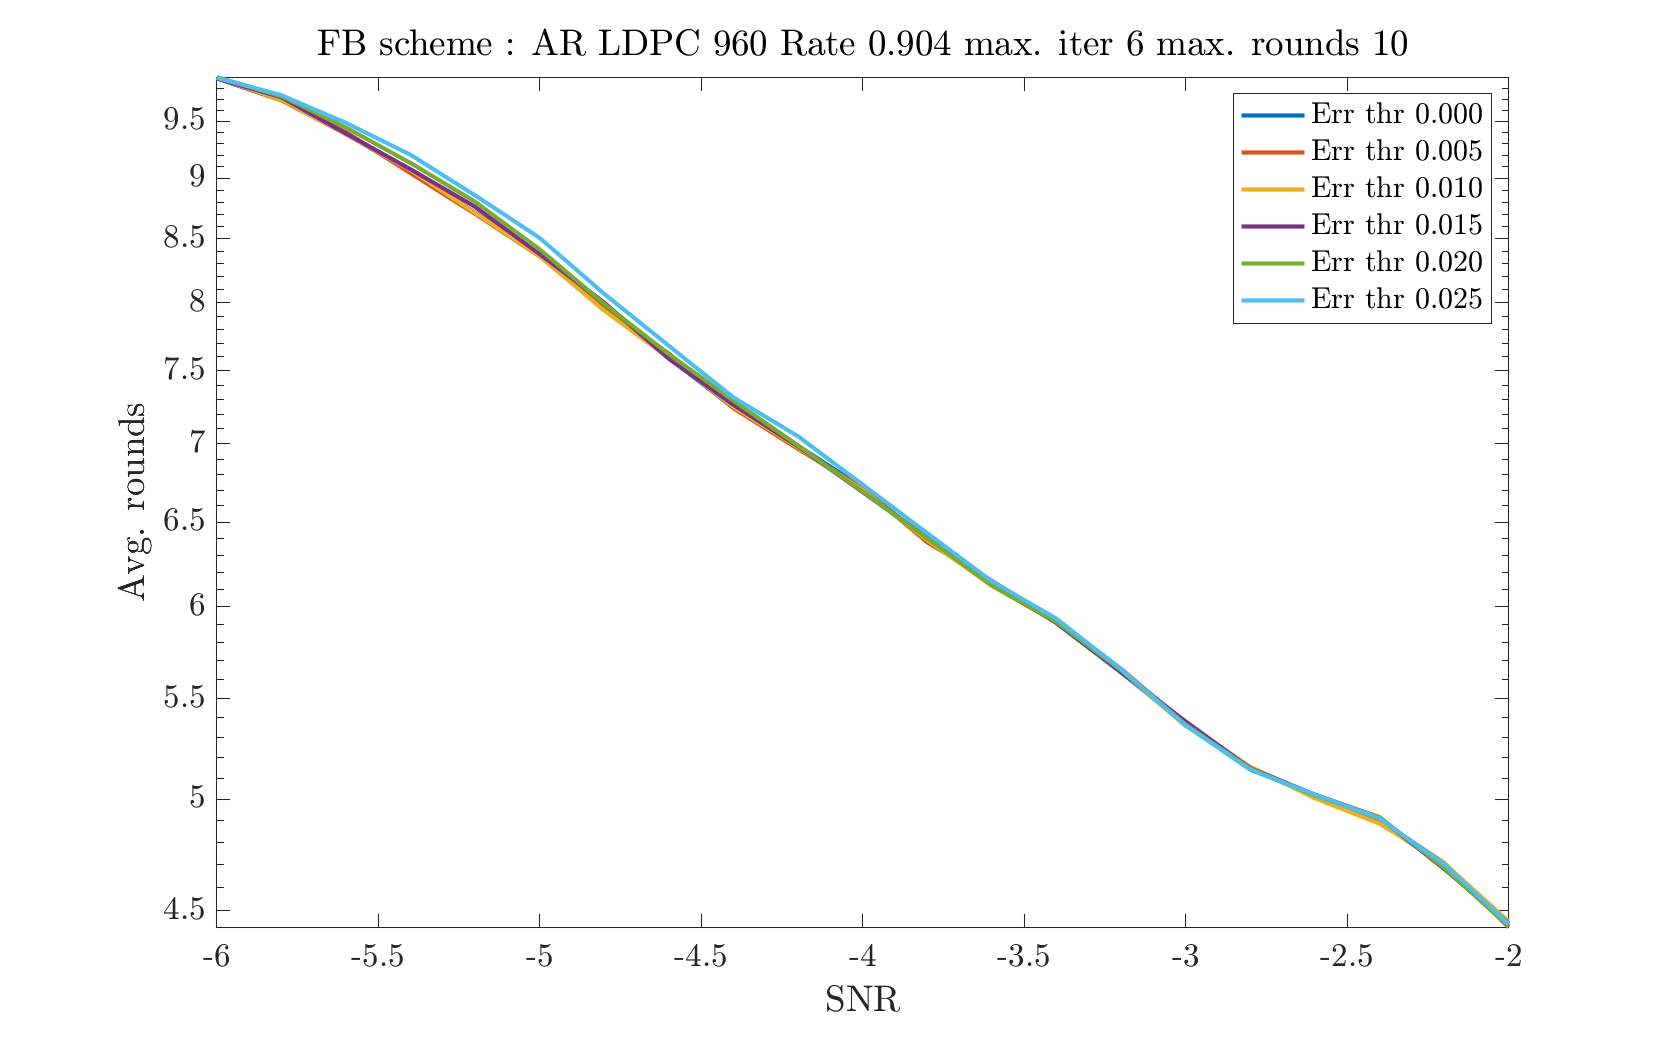 FB scheme : AR LDPC 960 Rate 0.904 max. iter 6 max. rounds 10
Err thr 0.000
Err thr 0.005
Err thr 0.010
Err thr 0.015
Err thr 0.020
Err thr 0.025
Avg. rounds
9.5
9
8.5
8
7.5
7
6.5
6
5.5
5
4.5
-6
-5.5
-5
-4.5
-4
-3.5
-3
-2.5
-2
SNR